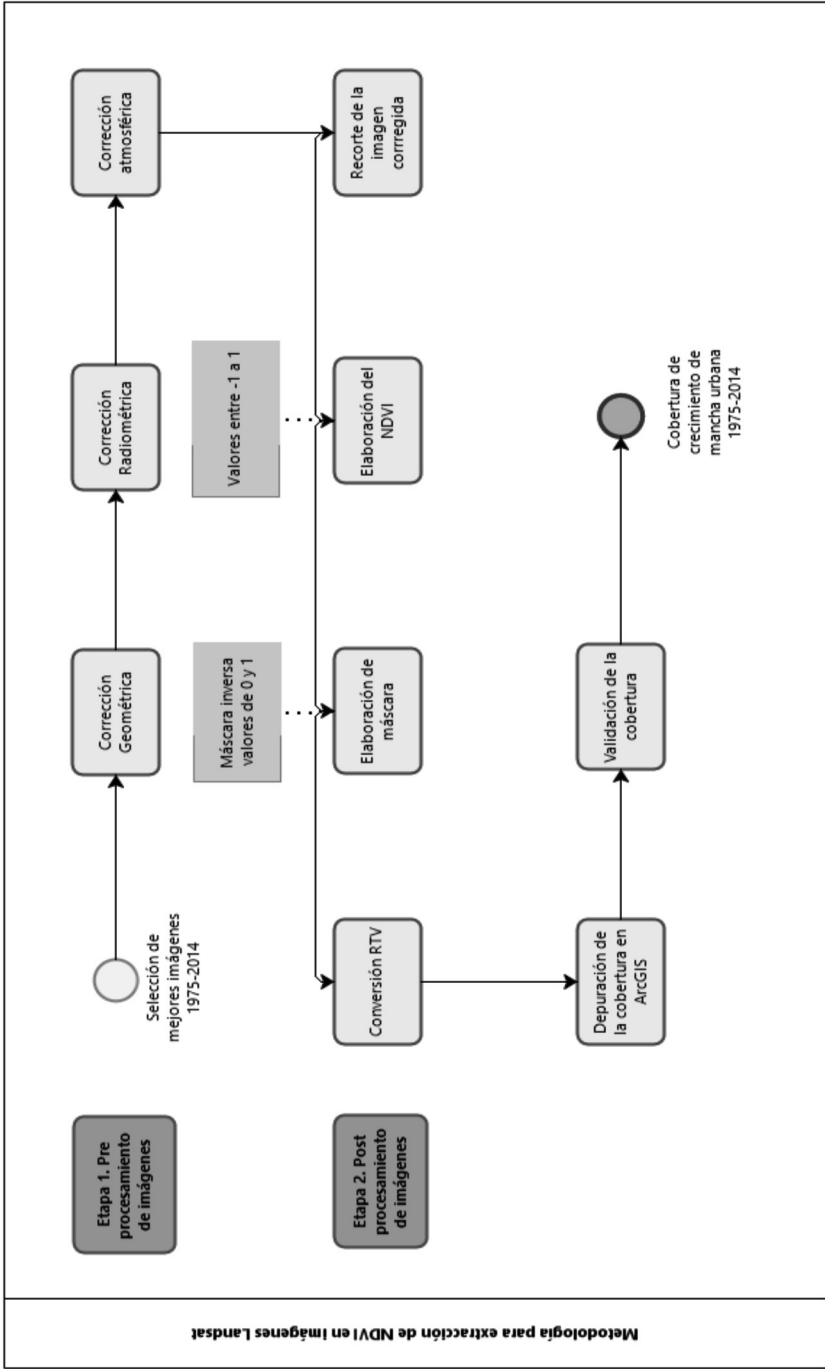 Metodología para extracción de NDVI en imágenes Landsat
Etapa 1. Pre
procesamiento
de imágenes
Selección de
mejores imágenes
1975-2014
Corrección
Geométrica
Corrección
Radiométrica
Corrección
atmosférica
Máscara inversa
valores de 0 y 1
Valores entre -1 a 1
Etapa 2. Post
procesamiento
de imágenes
Conversión RTV
Elaboración de
máscara
Elaboración del
NDVI
Recorte de la
imagen
corrregida
Depuración de
la cobertura en
ArcGIS
Validación de la
cobertura
Cobertura de
crecimiento de
mancha urbana
1975-2014